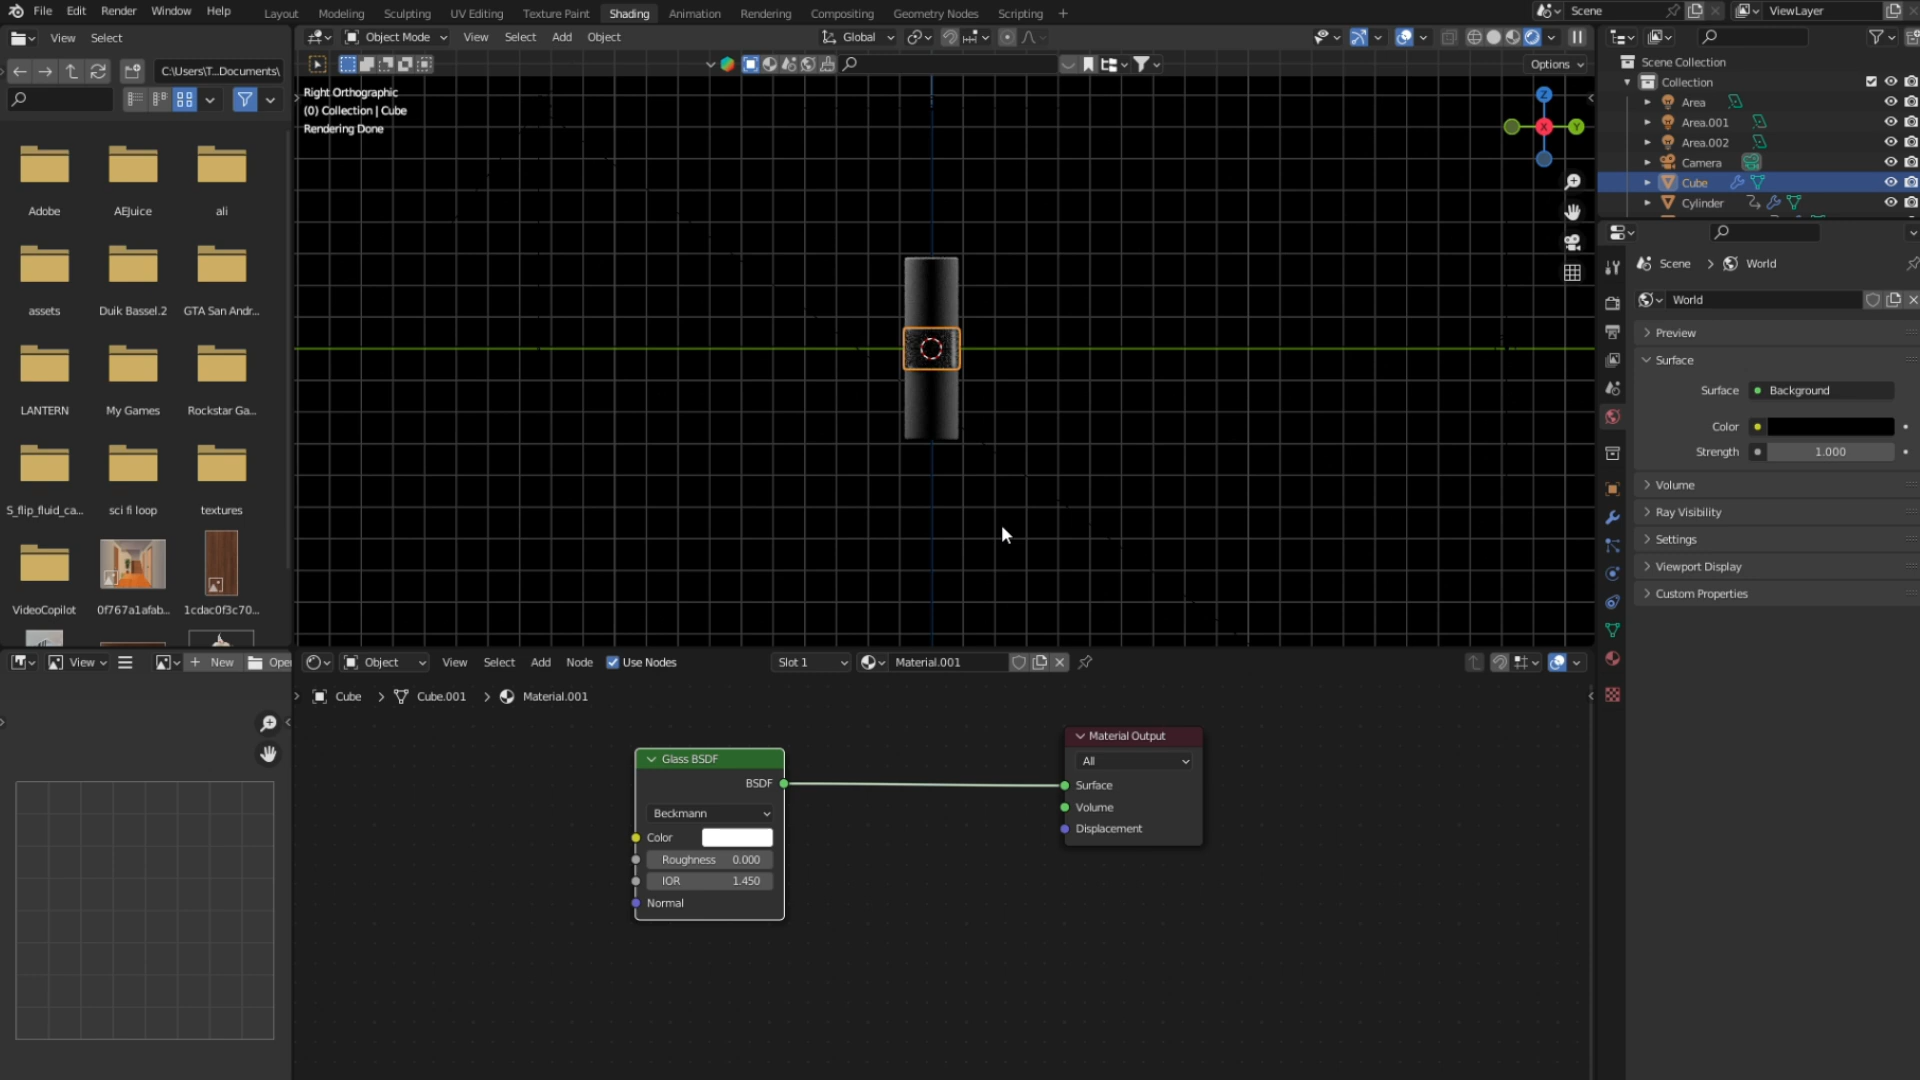 File Edit Render Window Help Layout Modeling Sculpting UV Editing Texture Paint Shading Animation Rendering Compositing Geometry Nodes Scripting + Scene ViewLayer
View Select Object Mode View Select Add Object Global
C:\Users\T...Documents\ Options
Right Orthographic
(0) Collection | Cube
Rendering Done
Z
X
Y
Adobe AEJuice ali
assets Duik Bassel.2 GTA San Andr...
LANTERN My Games Rockstar Ga...
S_flip_fluid_ca... sci fi loop textures
VideoCopilot 0f767a1afab... 1cdac0f3c70...
Scene Collection
Collection
Area
Area.001
Area.002
Camera
Cube
Cylinder
Scene > World
World
Preview
Surface
Surface Background
Color
Strength 1.000
Volume
Ray Visibility
Settings
Viewport Display
Custom Properties
View + New Ope
Object View Select Add Node Use Nodes Slot 1 Material.001
Cube > Cube.001 > Material.001
Glass BSDF
BSDF
Beckmann
Color
Roughness 0.000
IOR 1.450
Normal
Material Output
All
Surface
Volume
Displacement